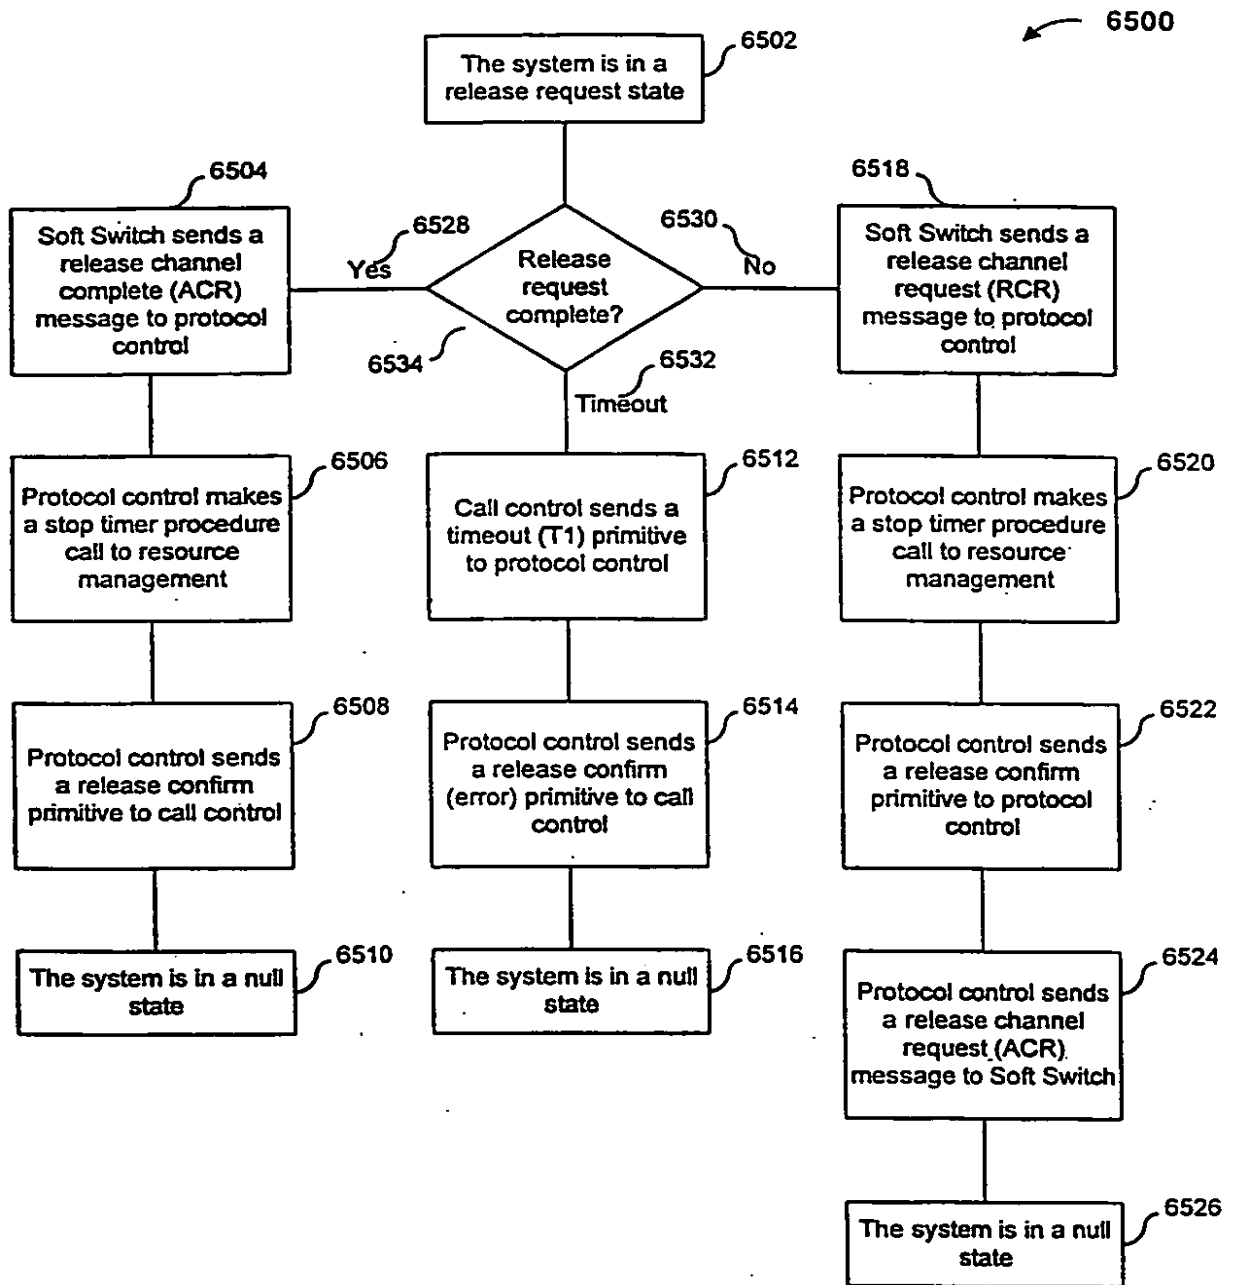 6500
6502
The system is in a
release request state
6504
Soft Switch sends a
release channel
complete (ACR)
message to protocol
control
6528
Yes
Release
request
complete?
6534
6530
No
6532
Timeout
6518
Soft Switch sends a
release channel
request (RCR)
message to protocol
control
6506
Protocol control makes
a stop timer procedure
call to resource
management
6512
Call control sends a
timeout (T1) primitive
to protocol control
6520
Protocol control makes
a stop timer procedure
call to resource
management
6508
Protocol control sends
a release confirm
primitive to call control
6514
Protocol control sends
a release confirm
(error) primitive to call
control
6522
Protocol control sends
a release confirm
primitive to protocol
control
6510
The system is in a null
state
6516
The system is in a null
state
6524
Protocol control sends
a release channel
request (ACR)
message to Soft Switch
6526
The system is in a null
state